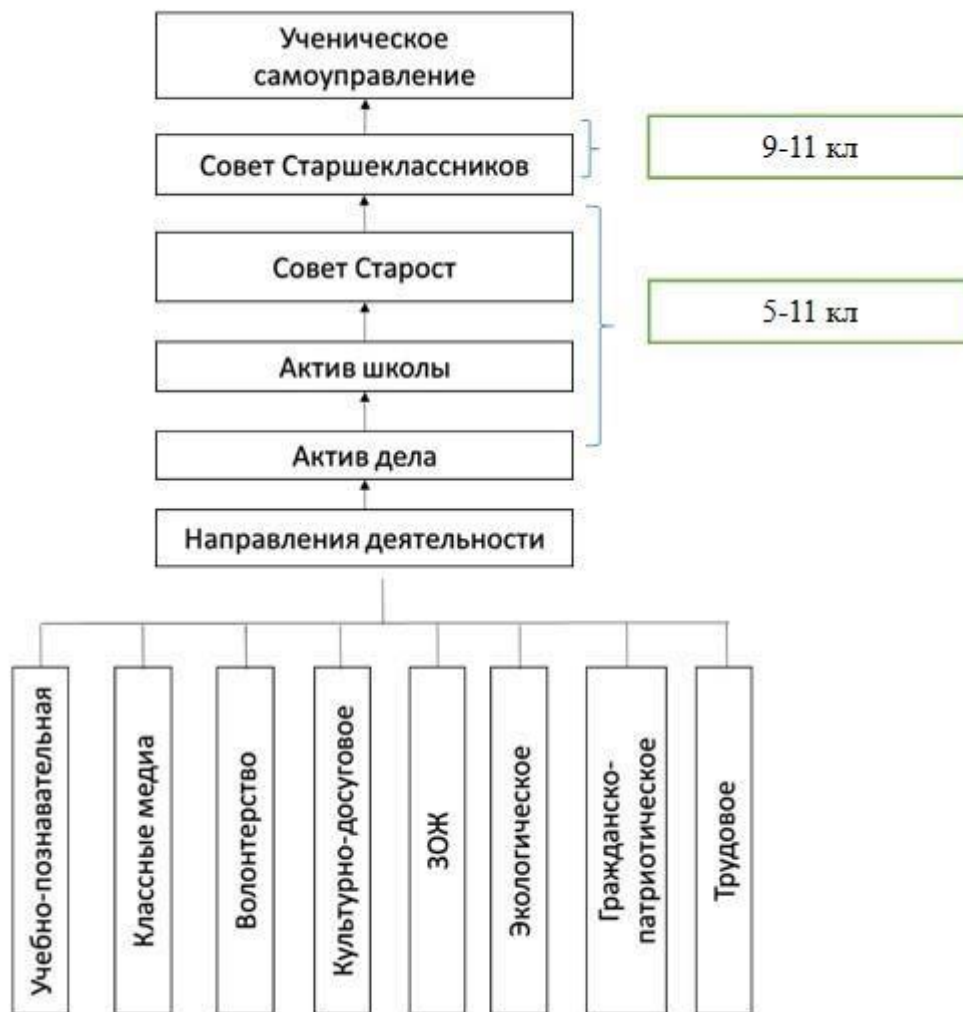 Ученическое
самоуправление
Совет Старшеклассников
9-11 кл
Совет Старост
5-11 кл
Актив школы
Актив дела
Направления деятельности
Учебно-познавательная
Классные медиа
Волонтерство
Культурно-досуговое
ЗОЖ
Экологическое
Гражданско-
патриотическое
Трудовое